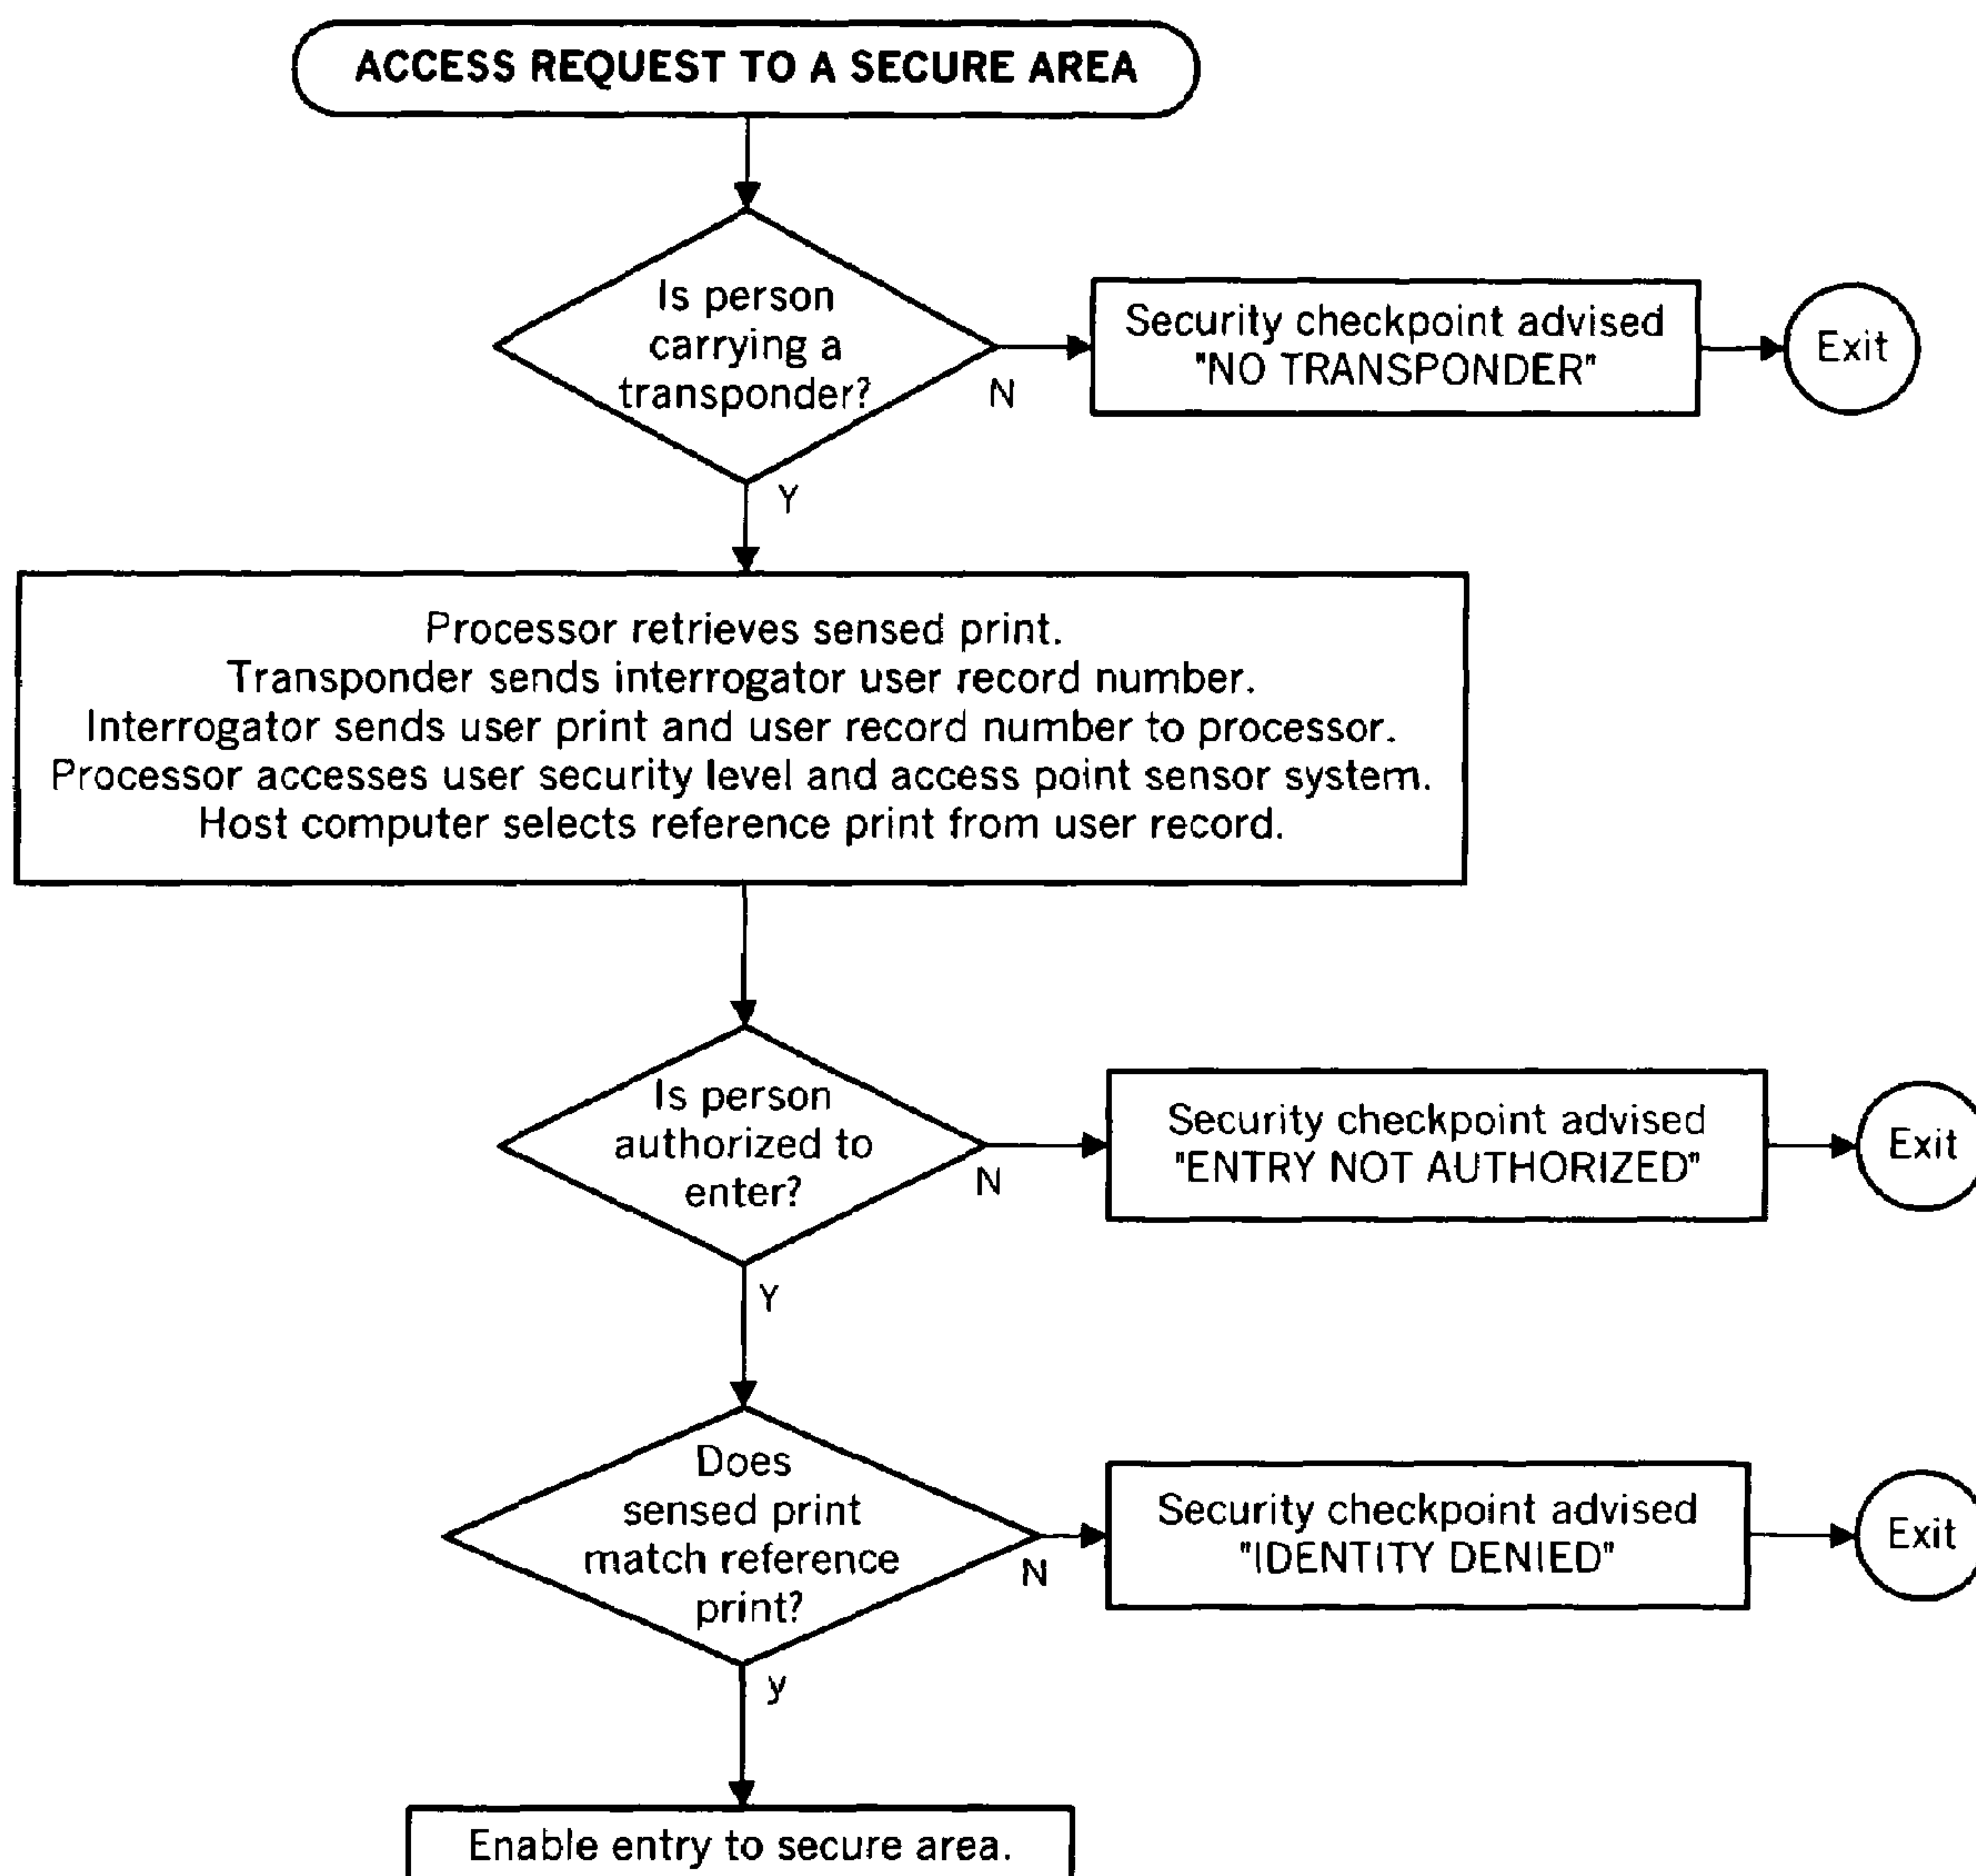 ACCESS REQUEST TO A SECURE AREA
Is person
carrying a
transponder?
N
Security checkpoint advised
"NO TRANSPONDER"
Exit
Y
Processor retrieves sensed print.
Transponder sends interrogator user record number.
Interrogator sends user print and user record number to processor.
Processor accesses user security level and access point sensor system.
Host computer selects reference print from user record.
Is person
authorized to
enter?
N
Security checkpoint advised
"ENTRY NOT AUTHORIZED"
Exit
Y
Does
sensed print
match reference
print?
N
Security checkpoint advised
"IDENTITY DENIED"
Exit
y
Enable entry to secure area.